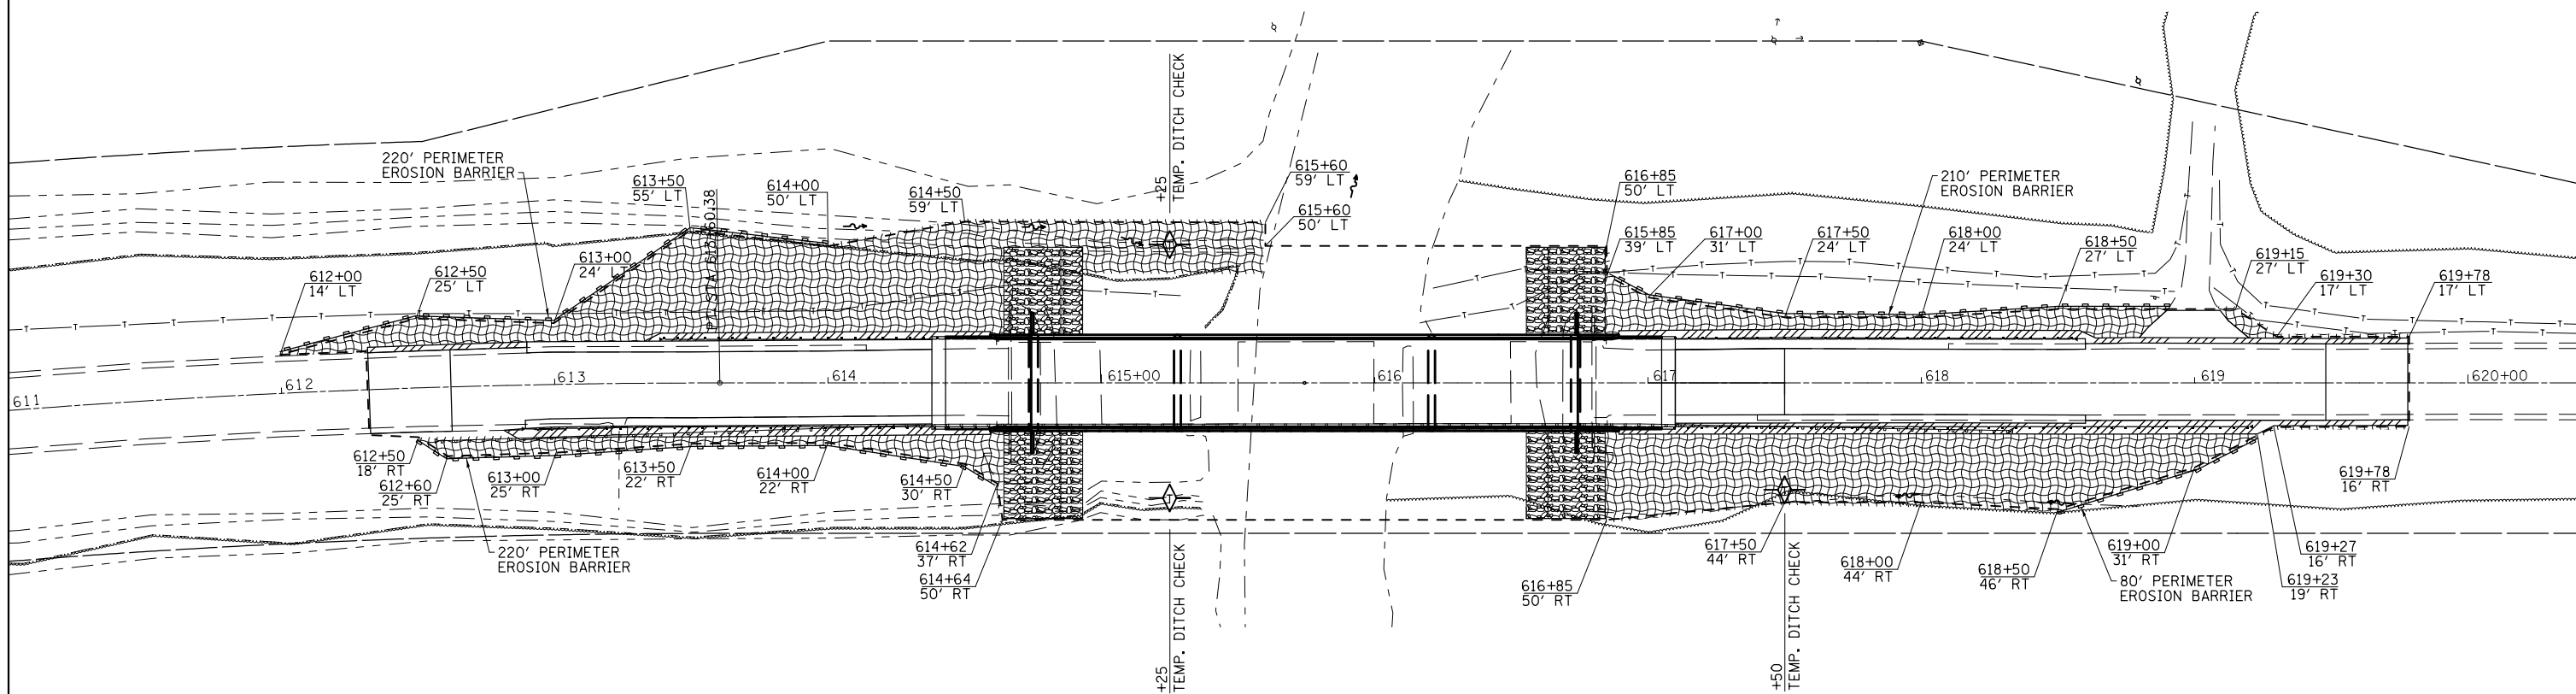 +25
TEMP. DITCH CHECK
220' PERIMETER
EROSION BARRIER
613+50
55' LT
614+00
50' LT
614+50
59' LT
615+60
59' LT
615+60
50' LT
616+85
50' LT
210' PERIMETER
EROSION BARRIER
612+00
14' LT
612+50
25' LT
613+00
24' LT
615+85
39' LT
617+00
31' LT
617+50
24' LT
618+00
24' LT
618+50
27' LT
619+15
27' LT
619+30
17' LT
619+78
17' LT
611
612
613
614
615+00
616
617
618
619
620+00
612+50
18' RT
612+60
25' RT
613+00
25' RT
613+50
22' RT
614+00
22' RT
614+50
30' RT
614+62
37' RT
614+64
50' RT
220' PERIMETER
EROSION BARRIER
616+85
50' RT
617+50
44' RT
618+00
44' RT
618+50
46' RT
619+00
31' RT
80' PERIMETER
EROSION BARRIER
619+23
19' RT
619+27
16' RT
619+78
16' RT
+25
TEMP. DITCH CHECK
+50
TEMP. DITCH CHECK